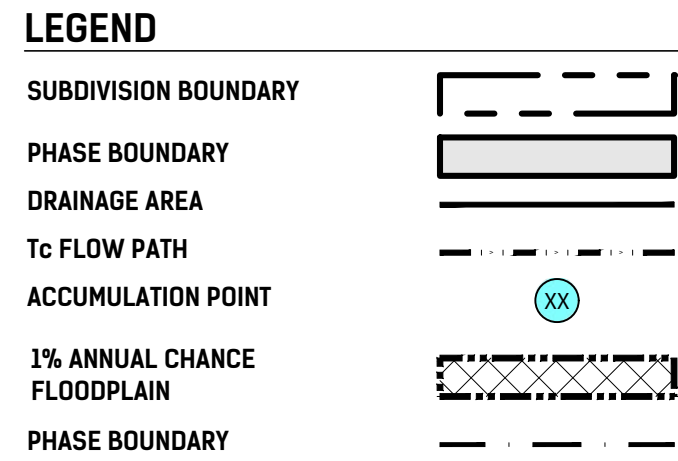 LEGEND
SUBDIVISION BOUNDARY
PHASE BOUNDARY
DRAINAGE AREA
Tc FLOW PATH
ACCUMULATION POINT XX
1% ANNUAL CHANCE
FLOODPLAIN
PHASE BOUNDARY